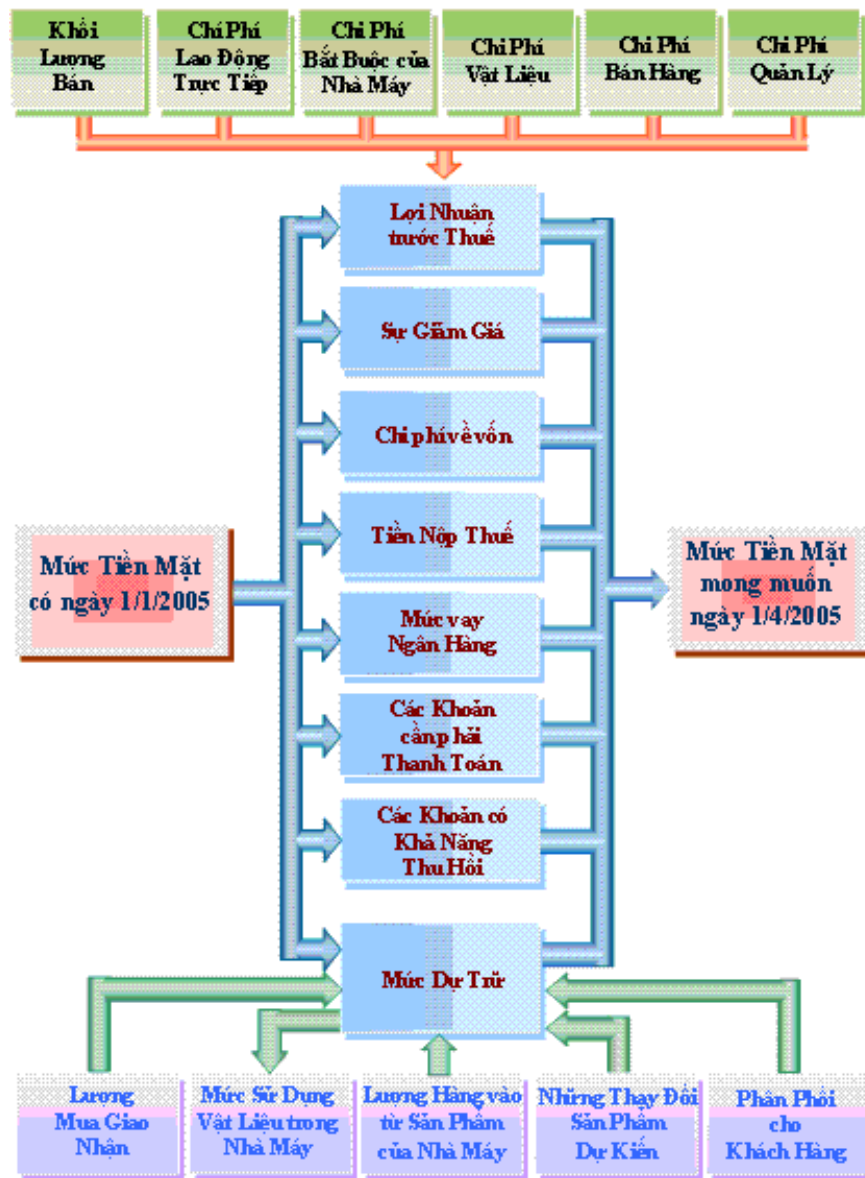 Khối
Lượng
Bán
Chí Phí
Lao Động
Trực Tiếp
Chi Phí
Bắt Buộc của
Nhà Máy
Chi Phí
Vật Liệu
Chi Phí
Bán Hàng
Chi Phí
Quản Lý
Lợi Nhuận
trước Thuế
Sự Giảm Giá
Chi phí về vốn
Tiền Nộp Thuế
Mức Tiền Mặt
có ngày 1/1/2005
Mức Tiền Mặt
mong muốn
ngày 1/4/2005
Mức vay
Ngân Hàng
Các Khoản
cần phải
Thanh Toán
Các Khoản có
Khả Năng
Thu Hồi
Mức Dự Trữ
Lượng
Mua Giao
Nhận
Mức Sử Dụng
Vật Liệu trong
Nhà Máy
Lượng Hàng vào
từ Sản Phẩm
của Nhà Máy
Những Thay Đổi
Sản Phẩm
Dự Kiến
Phân Phối
cho
Khách Hàng